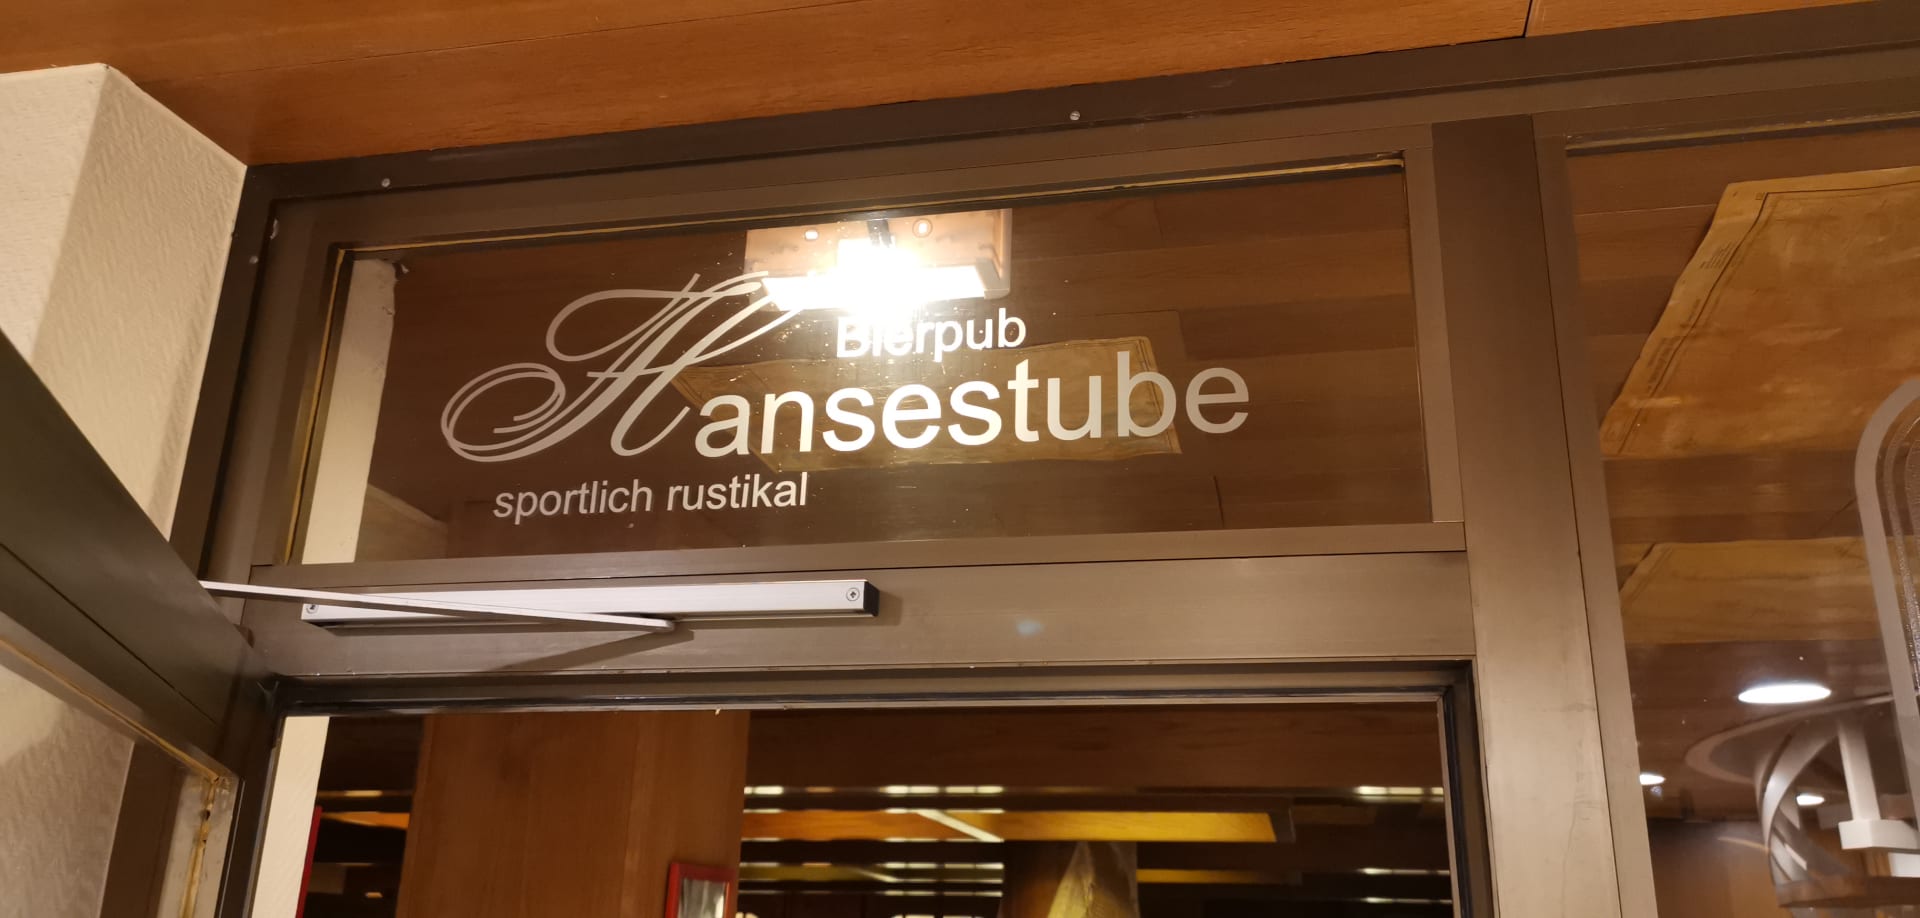 Bierpub
Hansestube
sportlich rustikal